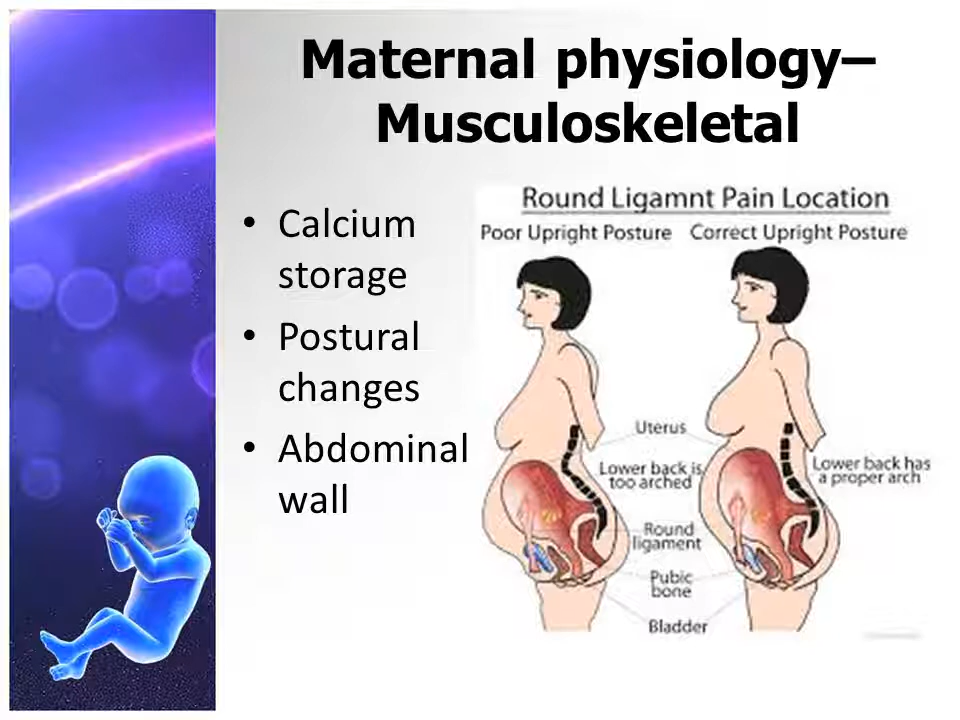 Maternal physiology–
Musculoskeletal
• Calcium
storage
• Postural
changes
• Abdominal
wall
Round Ligamnt Pain Location
Poor Upright Posture
Correct Upright Posture
Uterus
Lower back is
too arched
Lower back has
a proper arch
Round
ligament
Pubic
bone
Bladder